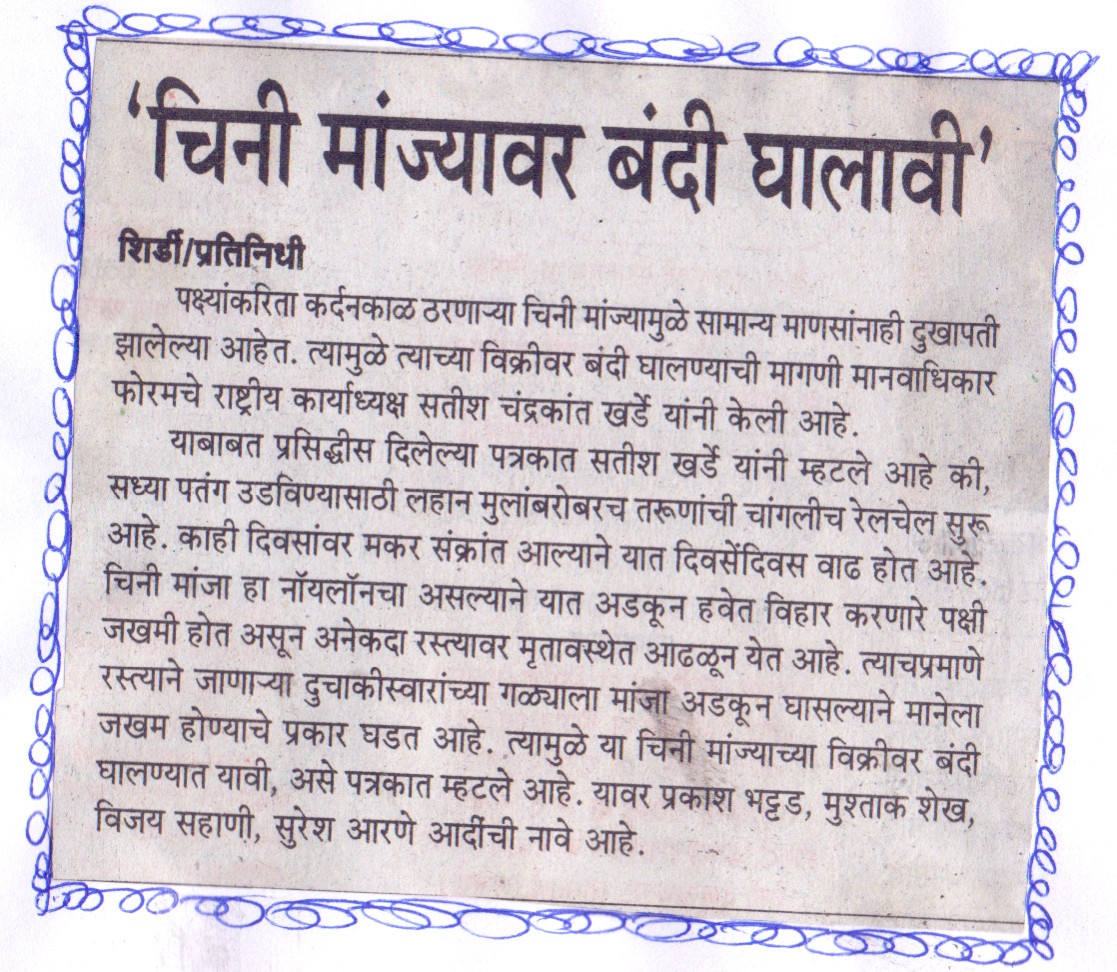 ‘चिनी मांज्यावर बंदी घालावी’
शिर्डी/प्रतिनिधी
पक्ष्यांकरिता कर्दनकाळ ठरणाऱ्या चिनी मांज्यामुळे सामान्य माणसांनाही दुखापती
झालेल्या आहेत. त्यामुळे त्याच्या विक्रीवर बंदी घालण्याची मागणी मानवाधिकार
फोरमचे राष्ट्रीय कार्याध्यक्ष सतीश चंद्रकांत खर्डे यांनी केली आहे.
याबाबत प्रसिद्धीस दिलेल्या पत्रकात सतीश खर्डे यांनी म्हटले आहे की,
सध्या पतंग उडविण्यासाठी लहान मुलांबरोबरच तरूणांची चांगलीच रेलचेल सुरू
आहे. काही दिवसांवर मकर संक्रांत आल्याने यात दिवसेंदिवस वाढ होत आहे.
चिनी मांजा हा नॉयलॉनचा असल्याने यात अडकून हवेत विहार करणारे पक्षी
जखमी होत असून अनेकदा रस्त्यावर मृतावस्थेत आढळून येत आहे. त्याचप्रमाणे
रस्त्याने जाणाऱ्या दुचाकीस्वारांच्या गळ्याला मांजा अडकून घासल्याने मानेला
जखम होण्याचे प्रकार घडत आहे. त्यामुळे या चिनी मांज्याच्या विक्रीवर बंदी
घालण्यात यावी, असे पत्रकात म्हटले आहे. यावर प्रकाश भट्टड, मुश्ताक शेख,
विजय सहाणी, सुरेश आरणे आदींची नावे आहे.